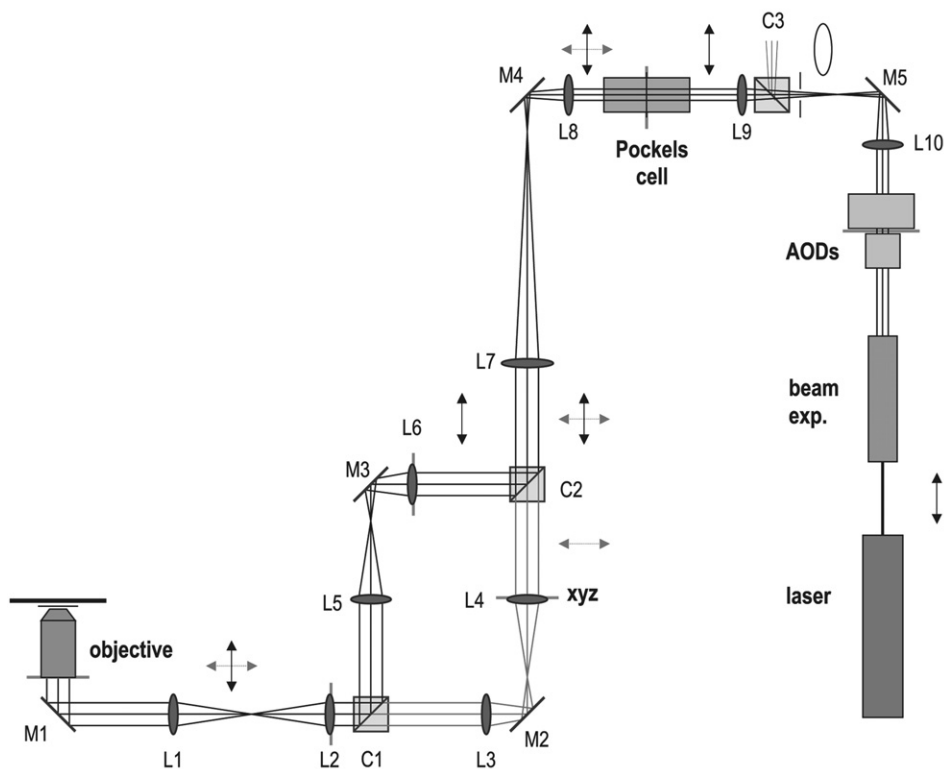 C3
M4
M5
L8
L9
L10
Pockels
cell
AODs
L7
beam
exp.
L6
M3
C2
L5
L4
xyz
laser
objective
M1
L1
L2
C1
L3
M2